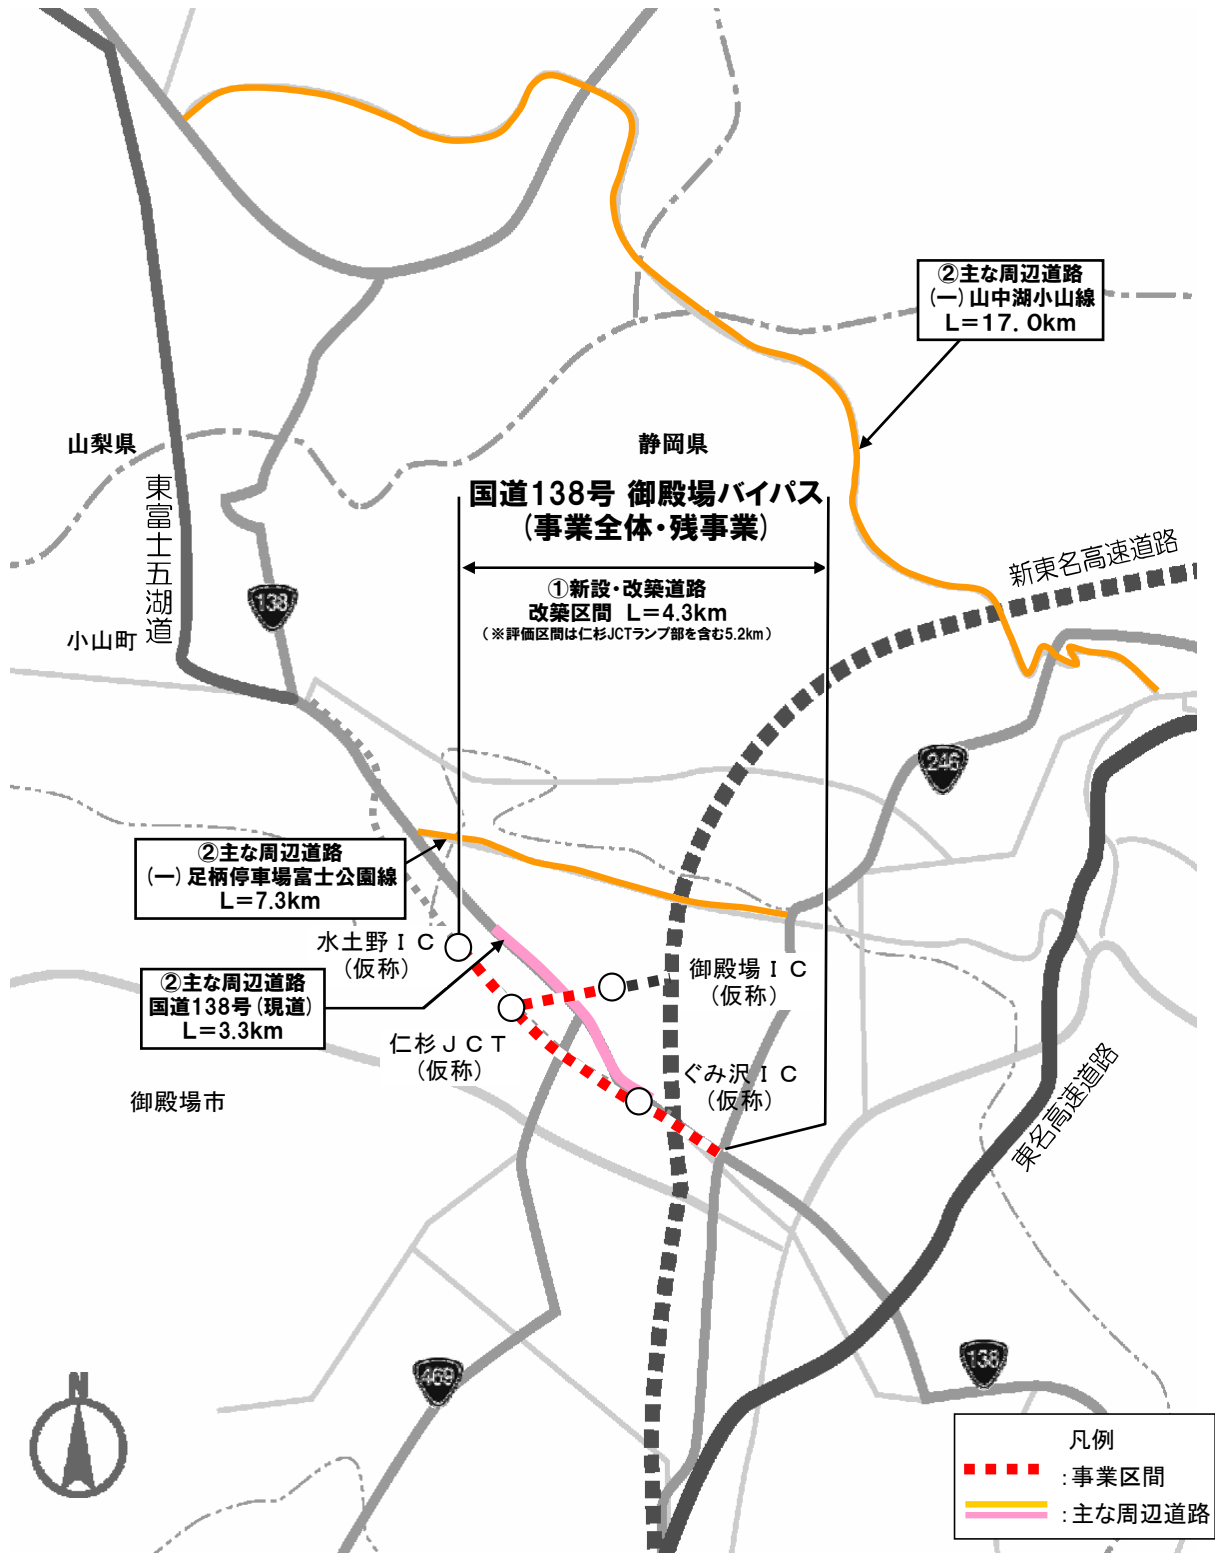 ②主な周辺道路
(一)山中湖小山線
L=17.0km
山梨県
静岡県
東富士五湖道
国道138号 御殿場バイパス
(事業全体・残事業)
新東名高速道路
①新設・改築道路
改築区間 L=4.3km
(※評価区間は仁杉JCTランプ部を含む5.2km)
138
小山町
246
②主な周辺道路
(一)足柄停車場富士公園線
L=7.3km
水土野IC
(仮称)
御殿場IC
(仮称)
②主な周辺道路
国道138号(現道)
L=3.3km
仁杉JCT
(仮称)
ぐみ沢IC
(仮称)
御殿場市
東名高速道路
138
469
N
凡例
:事業区間
:主な周辺道路